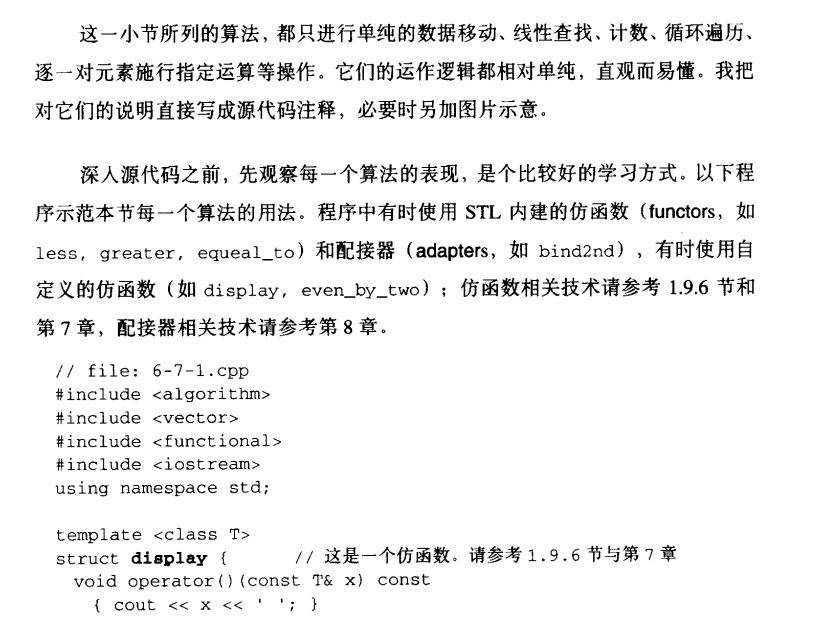 这一小节所列的算法，都只进行单纯的数据移动、线性查找、计数、循环遍历、
逐一对元素施行指定运算等操作。它们的运作逻辑都相对单纯，直观而易懂。我把
对它们的说明直接写成源代码注释，必要时另加图片示意。
深入源代码之前，先观察每一个算法的表现，是个比较好的学习方式。以下程
序示范本节每一个算法的用法。程序中有时使用 STL 内建的仿函数（functors，如
less, greater, equeal_to）和配接器（adapters，如 bind2nd），有时使用自
定义的仿函数（如 display, even_by_two）；仿函数相关技术请参考 1.9.6 节和
第 7 章，配接器相关技术请参考第 8 章。
// file: 6-7-1.cpp
#include <algorithm>
#include <vector>
#include <functional>
#include <iostream>
using namespace std;
template <class T>
struct display { // 这是一个仿函数。请参考 1.9.6 节与第 7 章
void operator()(const T& x) const
{ cout << x << ' '; }